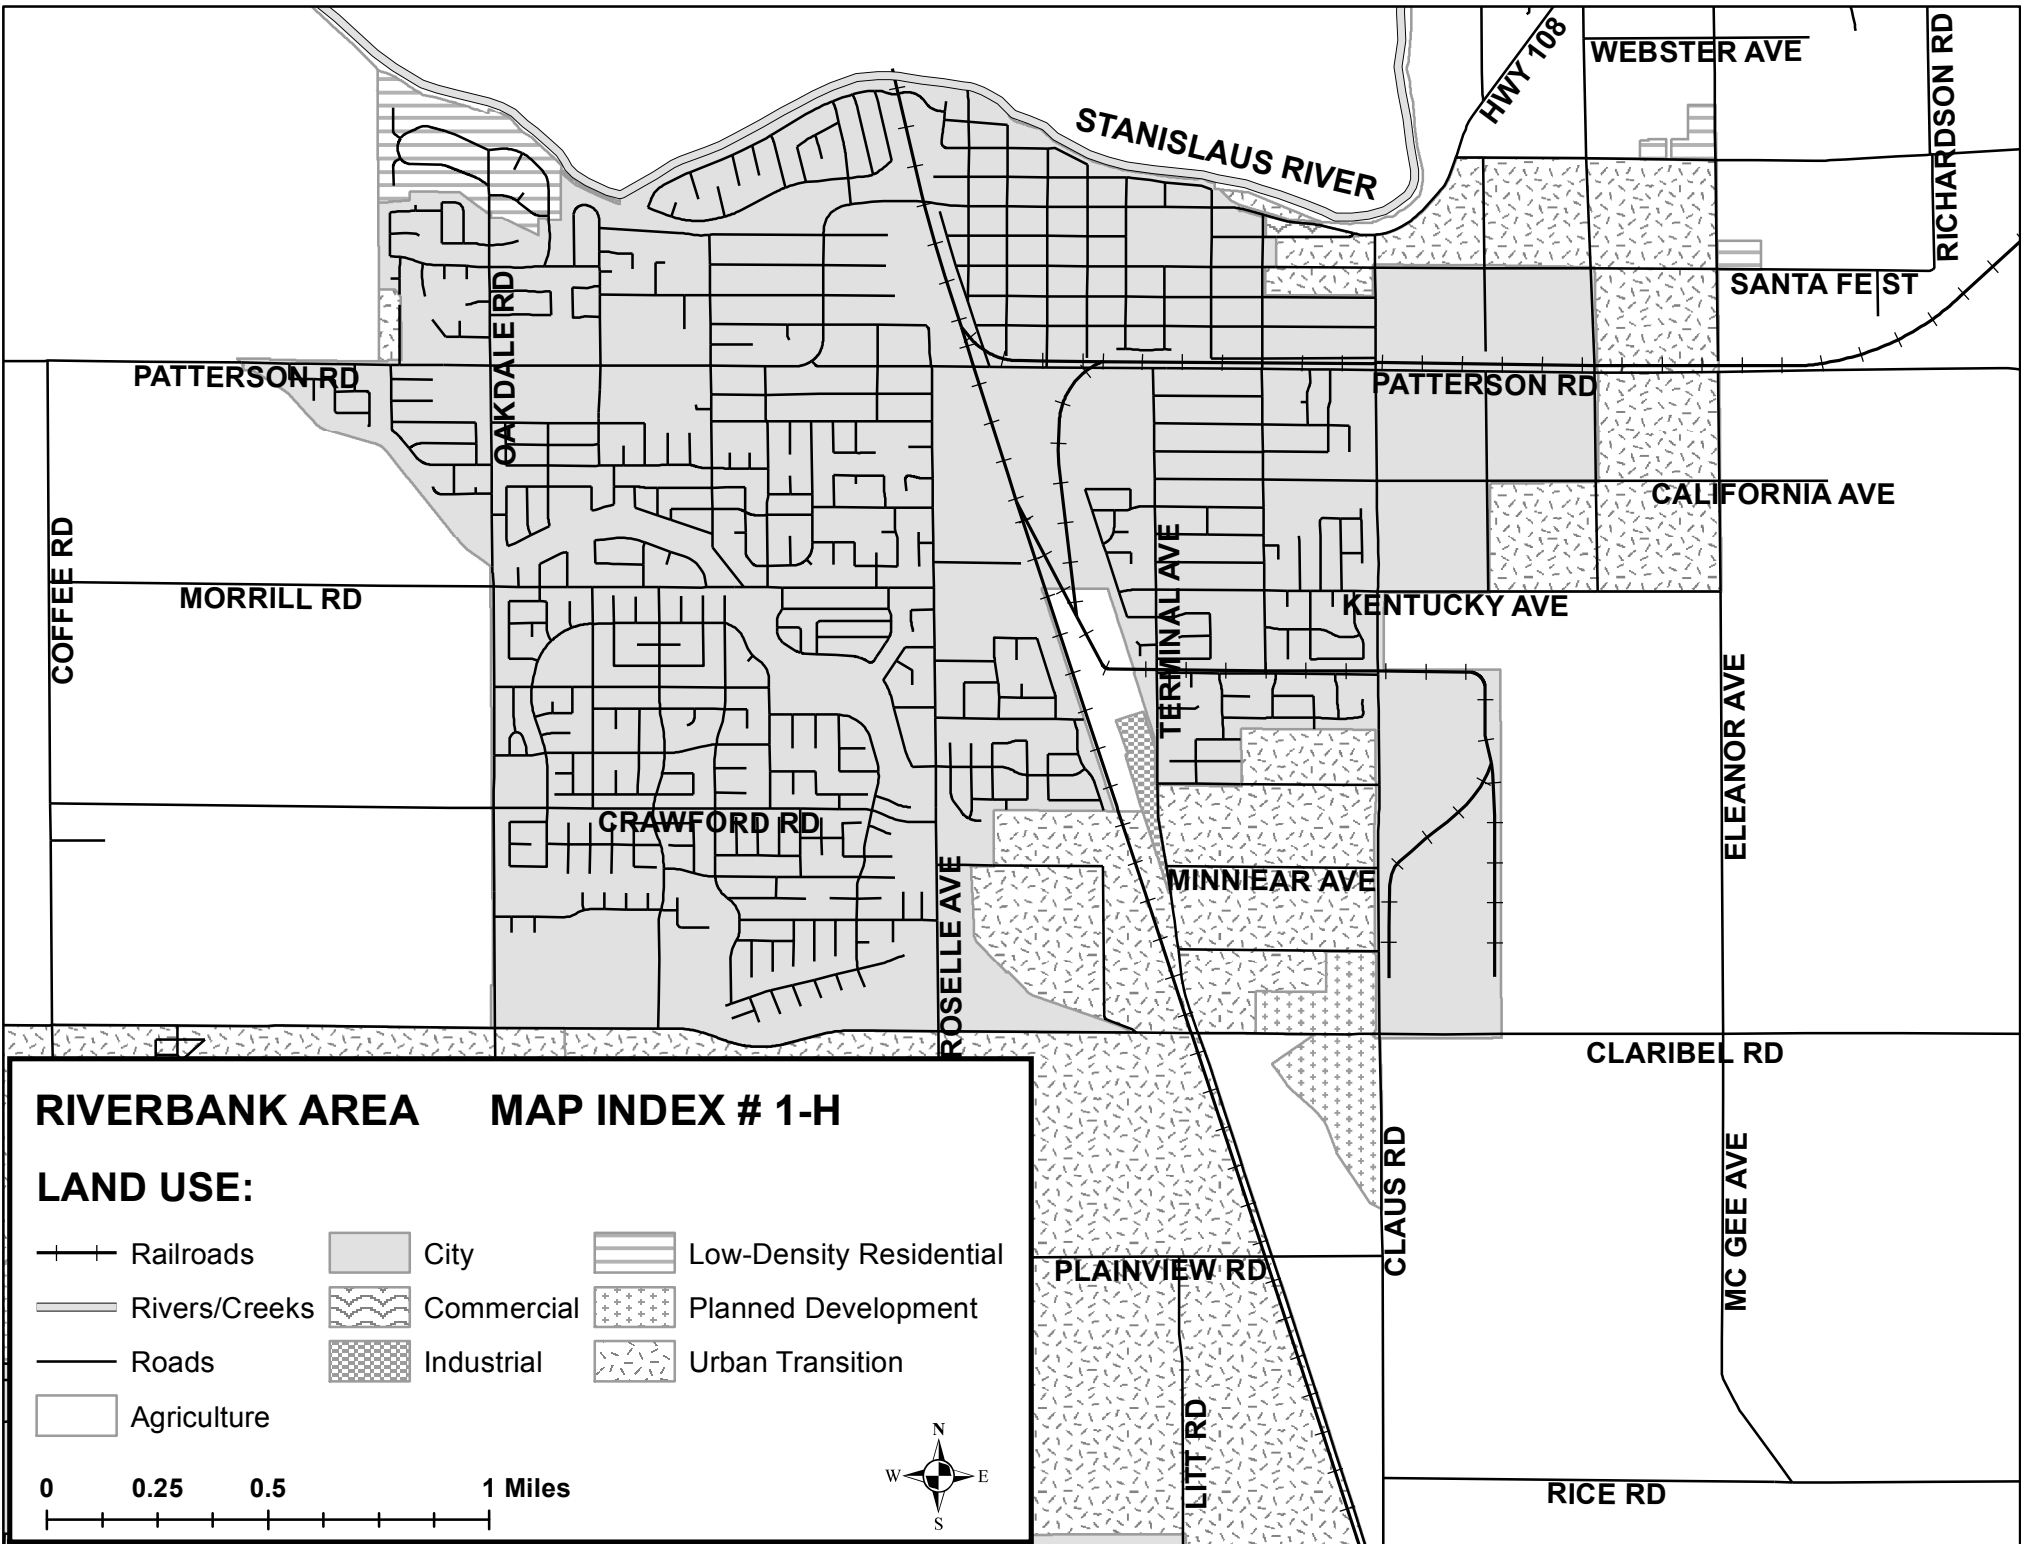 WEBSTER AVE
HWY 108
RICHARDSON RD
STANISLAUS RIVER
SANTA FE ST
OAKDALE RD
PATTERSON RD
PATTERSON RD
CALIFORNIA AVE
COFFEE RD
MORRILL RD
TERMINAL AVE
KENTUCKY AVE
ELEANOR AVE
CRAWFORD RD
ROSELLE AVE
MINNIEAR AVE
CLARIBEL RD
RIVERBANK AREA MAP INDEX # 1-H
LAND USE:
Railroads
City
Low-Density Residential
Rivers/Creeks
Commercial
Planned Development
Roads
Industrial
Urban Transition
Agriculture
0 0.25 0.5 1 Miles
N
W E
S
PLAINVIEW RD
CLAUS RD
MC GEE AVE
LITT RD
RICE RD